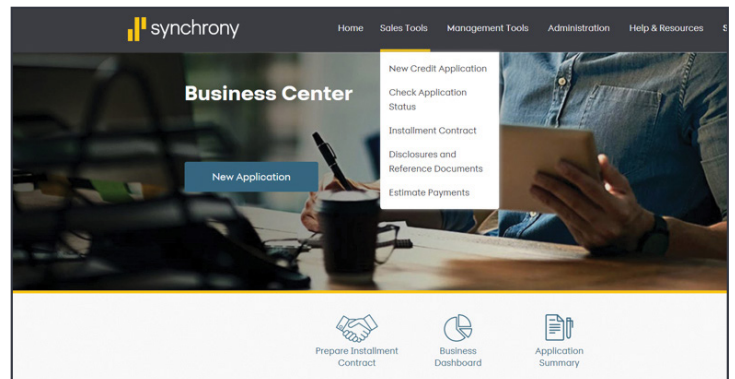 synchrony
Home Sales Tools Management Tools Administration Help & Resources S
New Credit Application
Check Application
Status
Installment Contract
Disclosures and
Reference Documents
Estimate Payments
Business Center
New Application
Prepare Installment
Contract
Business
Dashboard
Application
Summary